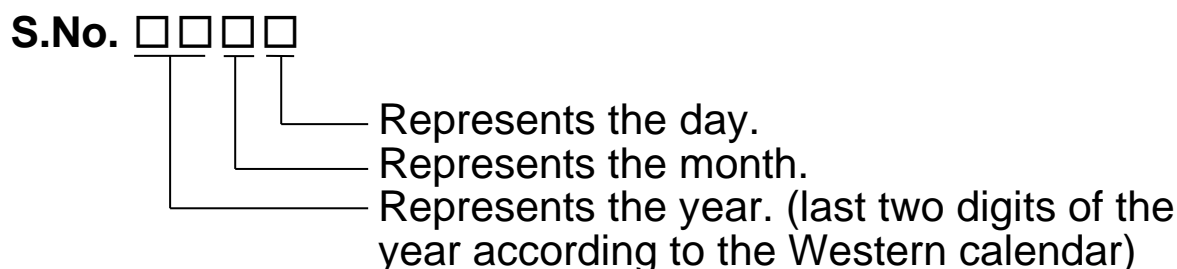 S.No. □□□□
Represents the day.
Represents the month.
Represents the year. (last two digits of the
year according to the Western calendar)